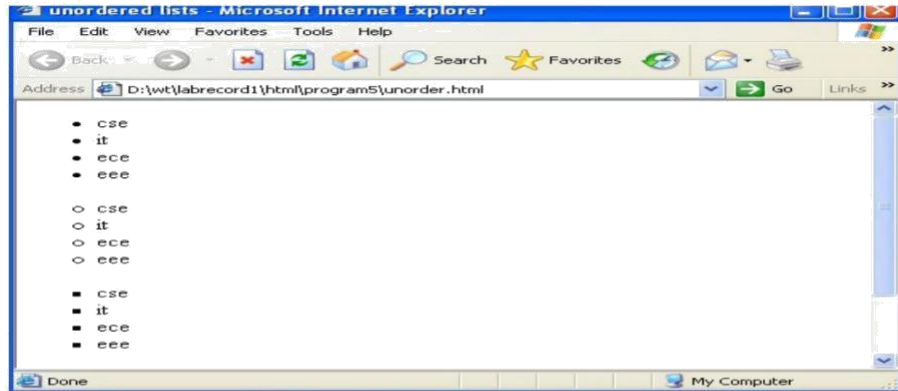 unordered lists - Microsoft Internet Explorer
File Edit View Favorites Tools Help
Back Search Favorites
Address D:\wt\labrecord1\html\program5\unorder.html Go Links
cse
it
ece
eee
cse
it
ece
eee
cse
it
ece
eee
Done My Computer